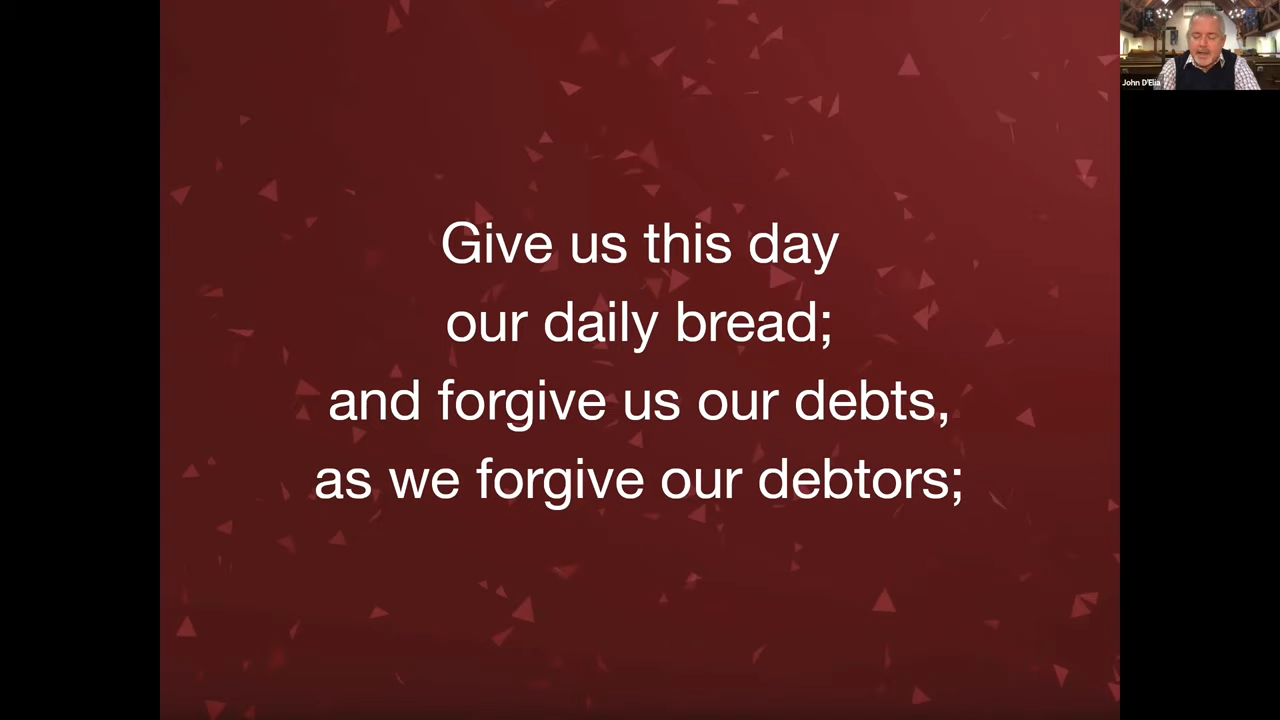 Give us this day
our daily bread;
and forgive us our debts,
as we forgive our debtors;
John D'Elia